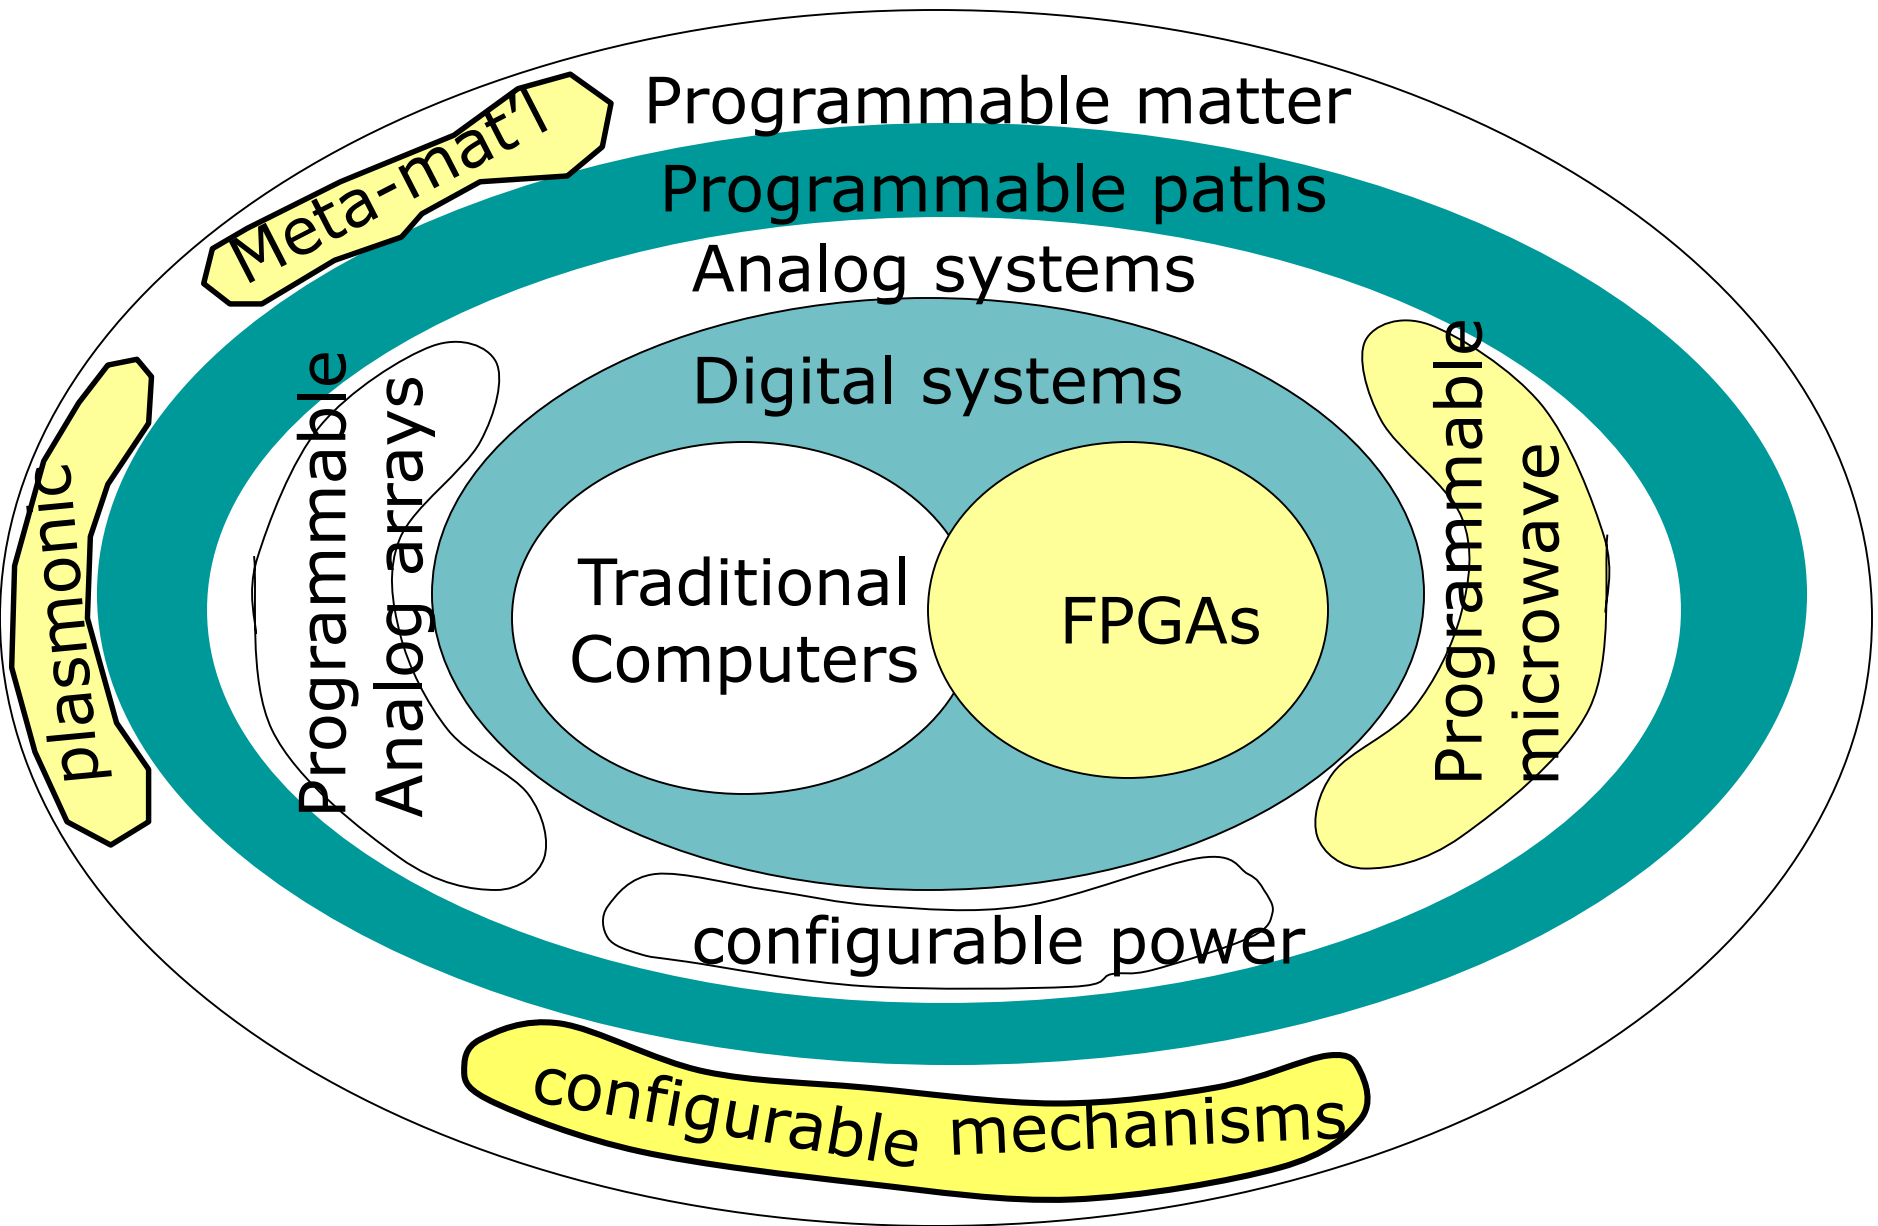 Programmable matter
Meta-mat'l
Programmable paths
Analog systems
Digital systems
plasmonic
Programmable
Analog arrays
Traditional
Computers
FPGAs
Programmable
microwave
configurable power
configurable mechanisms